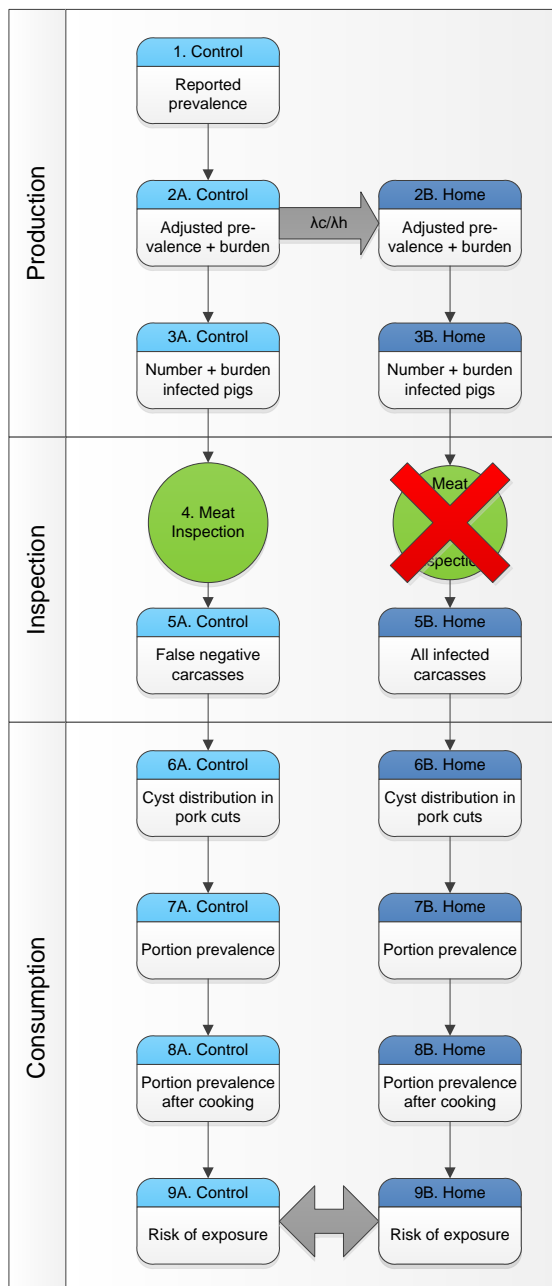 Production
1. Control
Reported
prevalence
2A. Control
Adjusted pre-
valence + burden
λc/λh
2B. Home
Adjusted pre-
valence + burden
3A. Control
Number + burden
infected pigs
3B. Home
Number + burden
infected pigs
Inspection
4. Meat
Inspection
Meat
5A. Control
False negative
carcasses
5B. Home
All infected
carcasses
Consumption
6A. Control
Cyst distribution in
pork cuts
6B. Home
Cyst distribution in
pork cuts
7A. Control
Portion prevalence
7B. Home
Portion prevalence
8A. Control
Portion prevalence
after cooking
8B. Home
Portion prevalence
after cooking
9A. Control
Risk of exposure
9B. Home
Risk of exposure